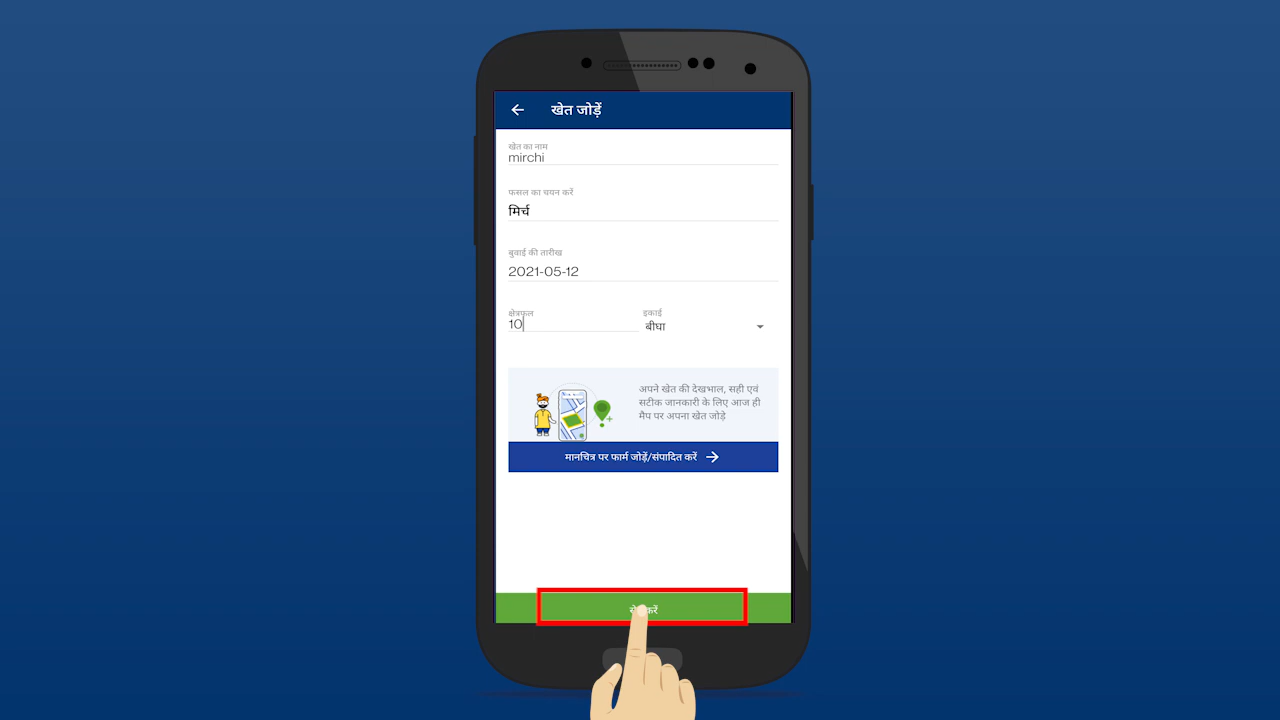 खेत जोड़ें
खेत का नाम
mirchi
फसल का चयन करें
मिर्च
बुवाई की तारीख
2021-05-12
क्षेत्रफल
इकाई
10
बीघा
अपने खेत की देखभाल, सही एवं
सटीक जानकारी के लिए आज ही
मैप पर अपना खेत जोड़े
मानचित्र पर फार्म जोड़ें/संपादित करें
करें